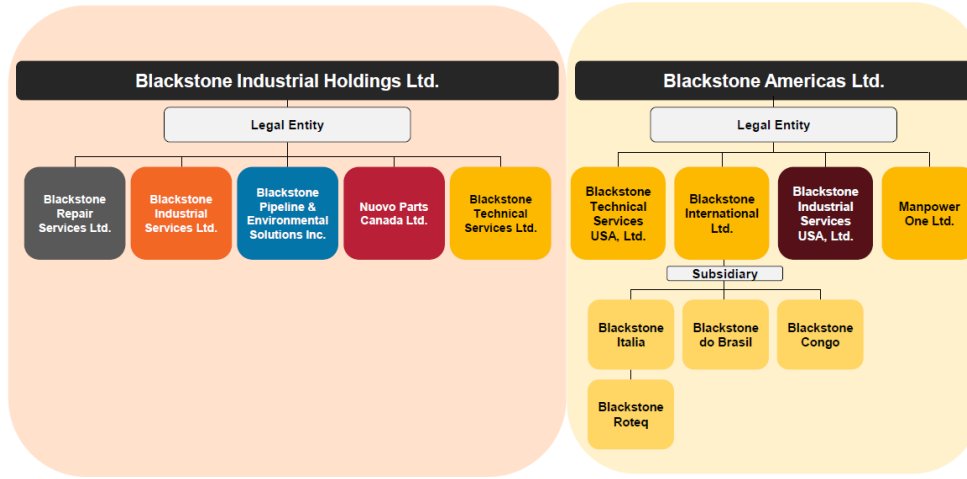 Blackstone Industrial Holdings Ltd.
Legal Entity
Blackstone
Repair
Services Ltd.
Blackstone
Industrial
Services Ltd.
Blackstone
Pipeline &
Environmental
Solutions Inc.
Nuovo Parts
Canada Ltd.
Blackstone
Technical
Services Ltd.
Blackstone Americas Ltd.
Legal Entity
Blackstone
Technical
Services
USA, Ltd.
Blackstone
International
Ltd.
Blackstone
Industrial
Services
USA, Ltd.
Manpower
One Ltd.
Subsidiary
Blackstone
Italia
Blackstone
do Brasil
Blackstone
Congo
Blackstone
Roteq